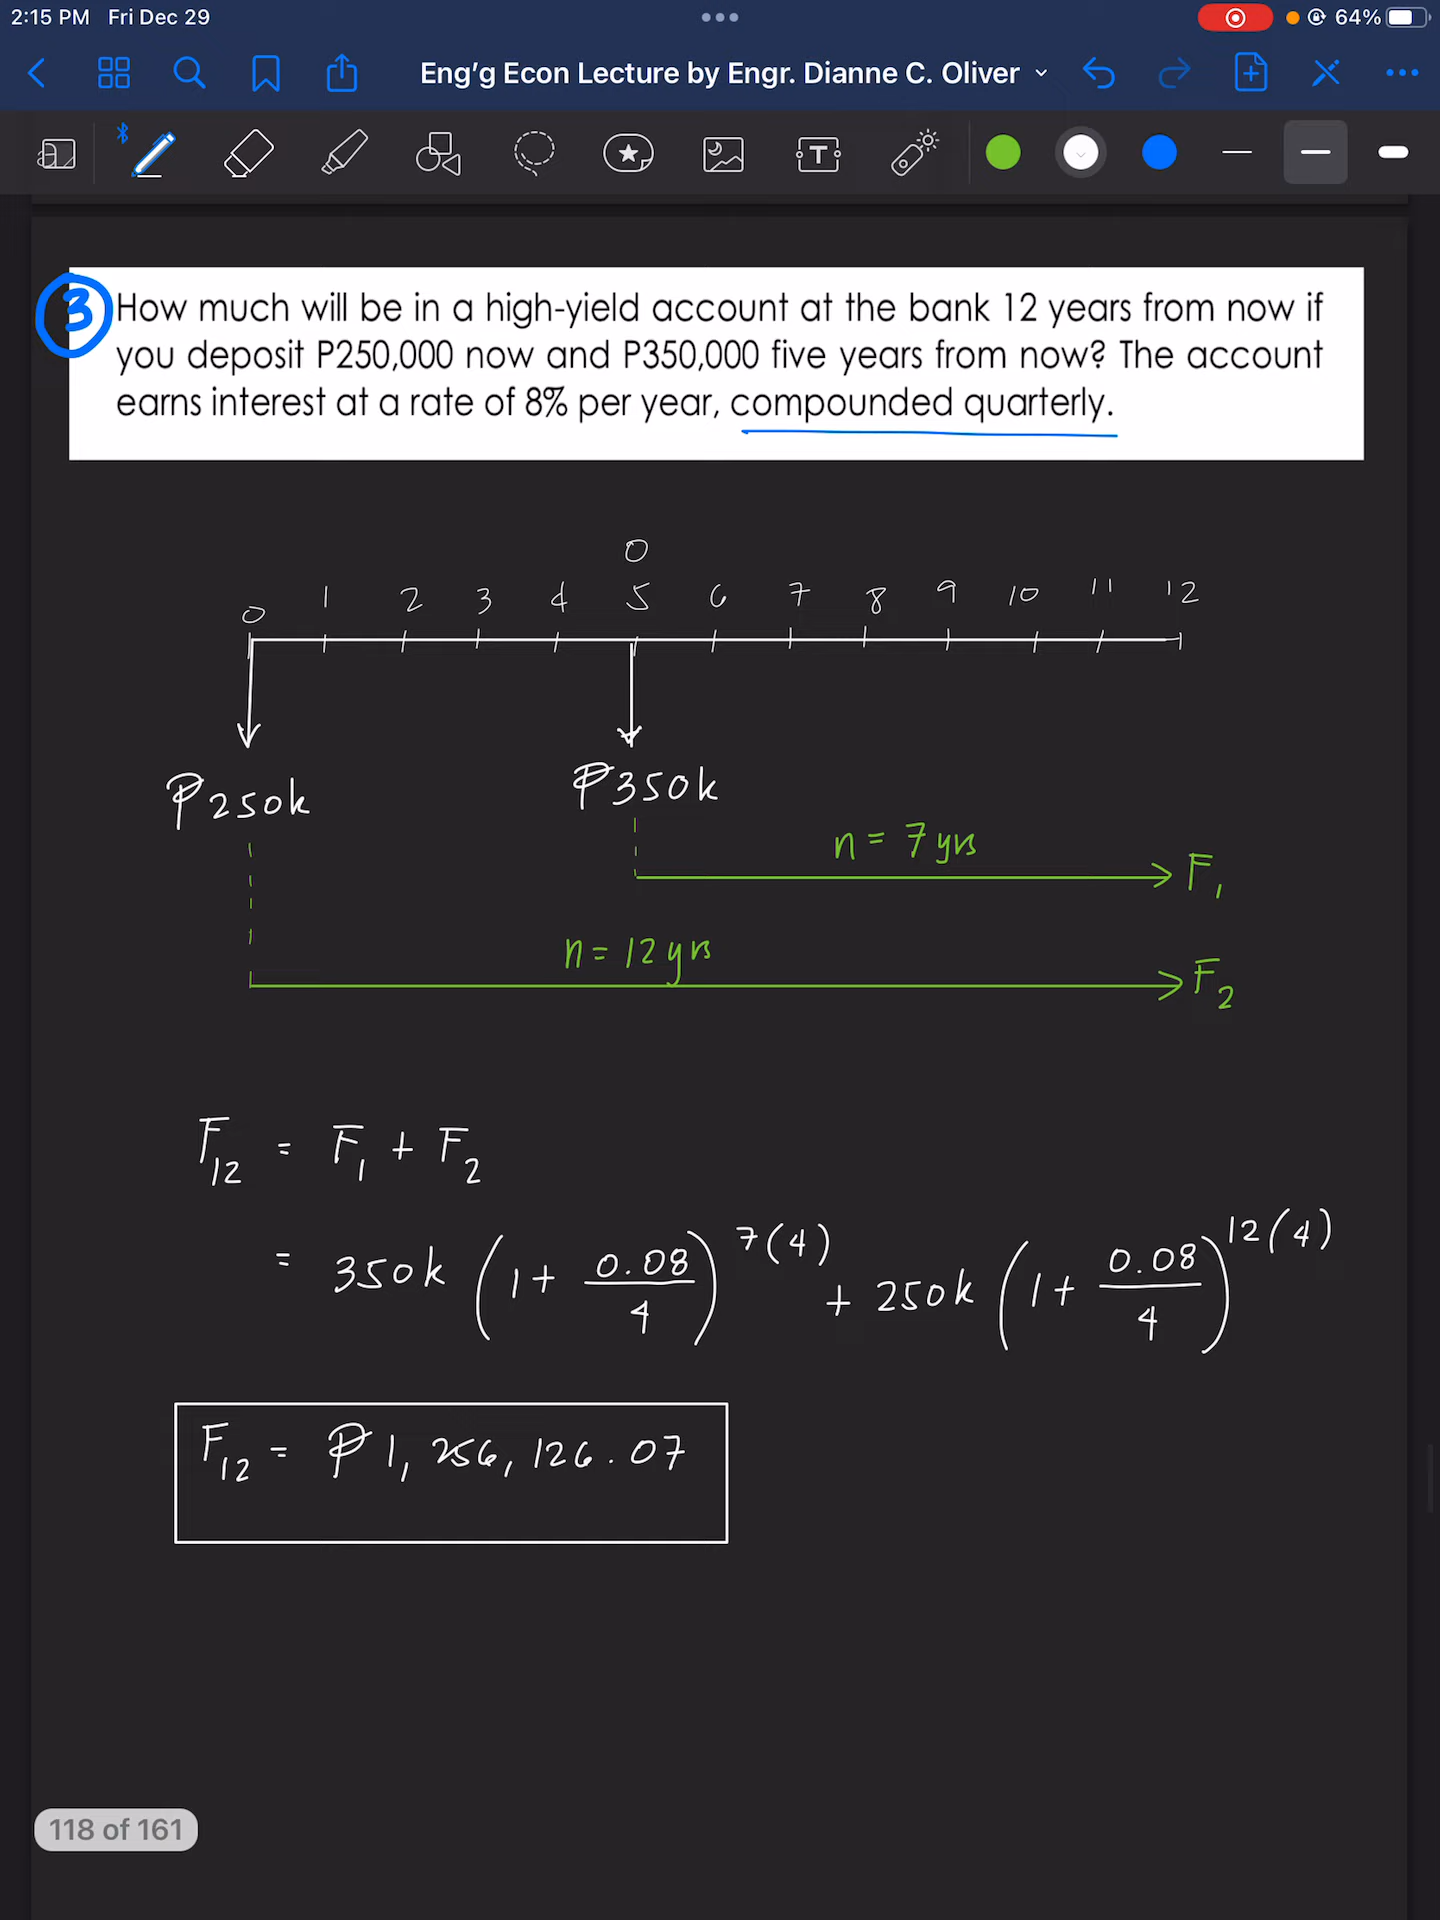 2:15 PM Fri Dec 29
64%
Eng'g Econ Lecture by Engr. Dianne C. Oliver
3
How much will be in a high-yield account at the bank 12 years from now if
you deposit P250,000 now and P350,000 five years from now? The account
earns interest at a rate of 8% per year, compounded quarterly.
0
0 1 2 3 4 5 6 7 8 9 10 11 12
₱250k ₱350k
n = 7 yrs
F₁
n = 12 yrs
F₂
F₁₂ = F₁ + F₂
= 350k (1 + 0.08/4)^7(4) + 250k (1 + 0.08/4)^12(4)
F₁₂ = ₱1,256,126.07
118 of 161